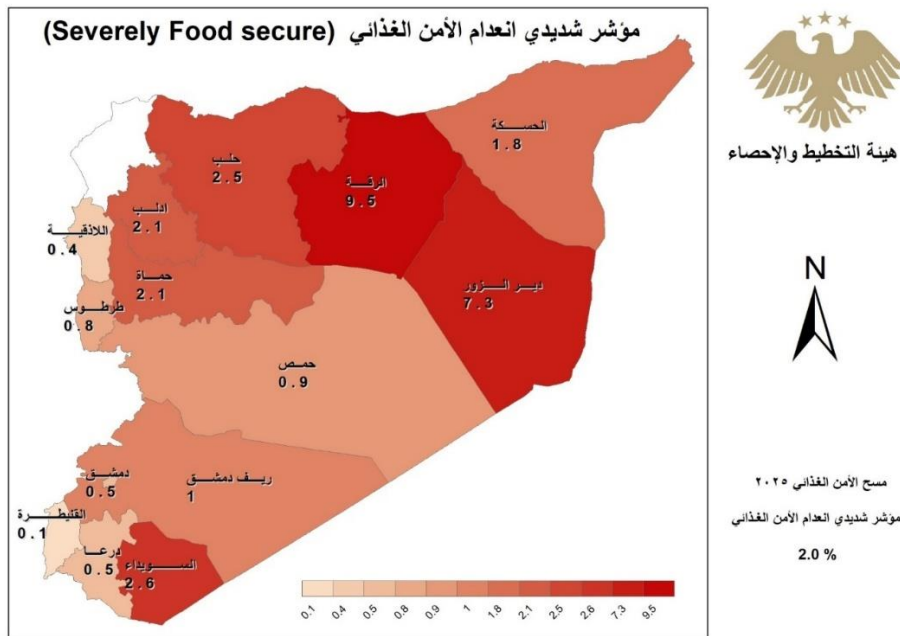 مؤشر شديدي انعدام الأمن الغذائي (Severely Food secure)
هيئة التخطيط والإحصاء
الحسكة
1.8
حلب
2.5
الرقة
9.5
ادلب
2.1
اللاذقية
0.4
حماة
2.1
دير الزور
7.3
طرطوس
0.8
حمص
0.9
دمشق
0.5
ريف دمشق
1
القنيطرة
0.1
درعا
0.5
السويداء
2.6
N
مسح الأمن الغذائي ٢٠٢٥
مؤشر شديدي انعدام الأمن الغذائي
2.0 %
0.1 0.4 0.5 0.8 0.9 1 1.8 2.1 2.5 2.6 7.3 9.5